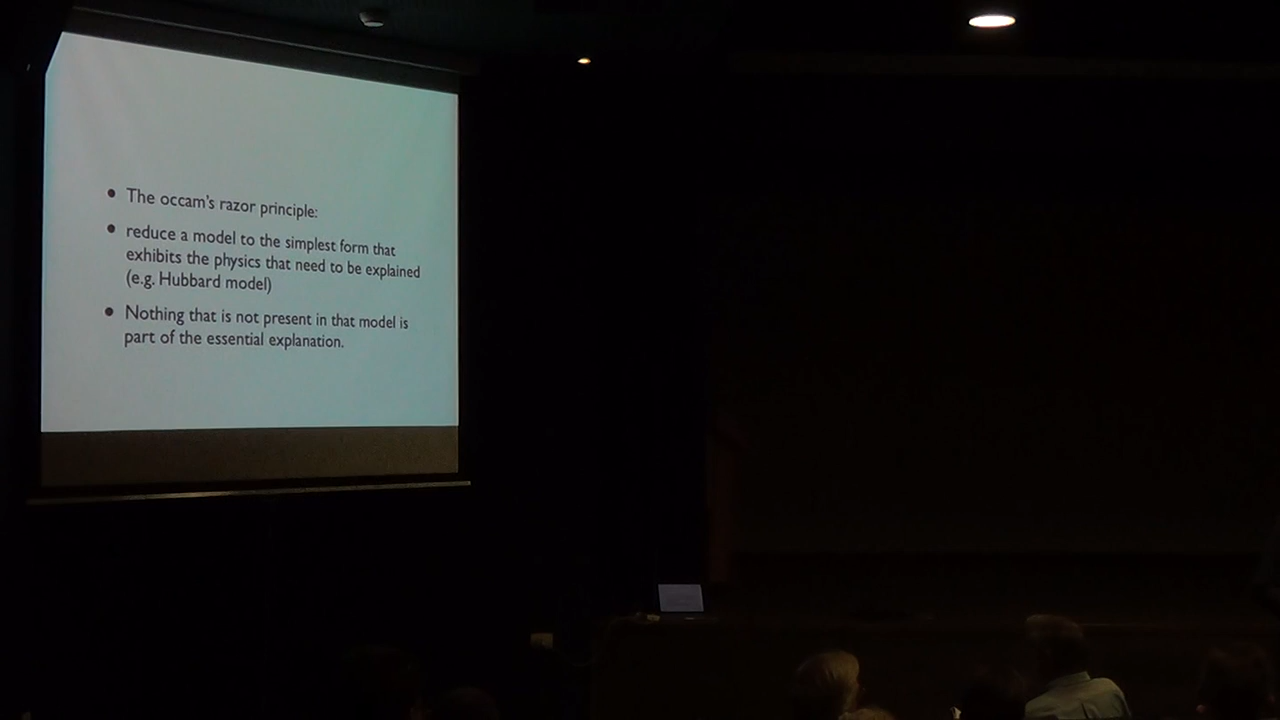 The occam's razor principle:
reduce a model to the simplest form that
exhibits the physics that need to be explained
(e.g. Hubbard model)
Nothing that is not present in that model is
part of the essential explanation.